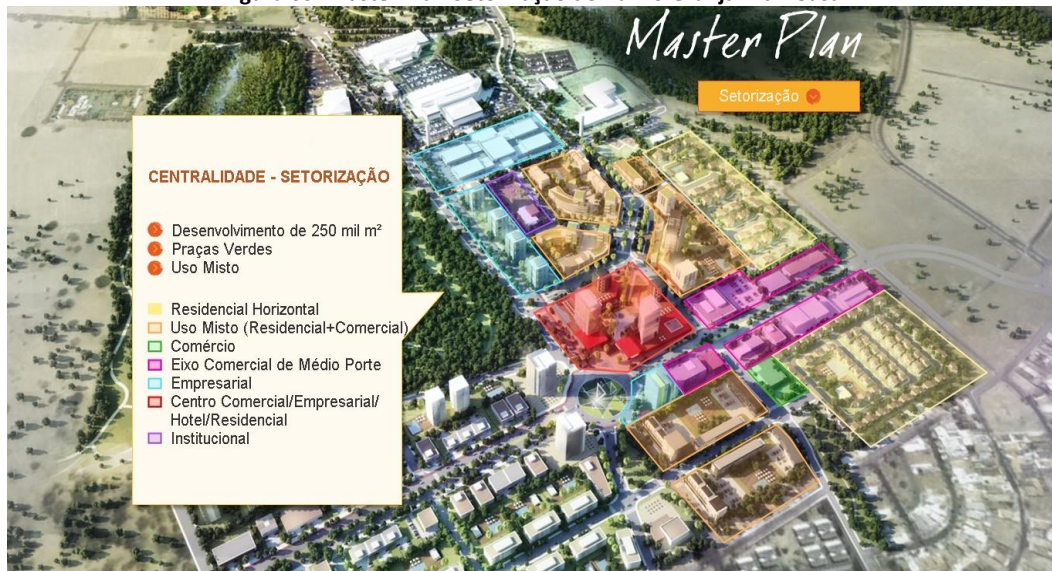 Master Plan
Setorização
CENTRALIDADE - SETORIZAÇÃO
Desenvolvimento de 250 mil m²
Praças Verdes
Uso Misto
Residencial Horizontal
Uso Misto (Residencial+Comercial)
Comércio
Eixo Comercial de Médio Porte
Empresarial
Centro Comercial/Empresarial/
Hotel/Residencial
Institucional